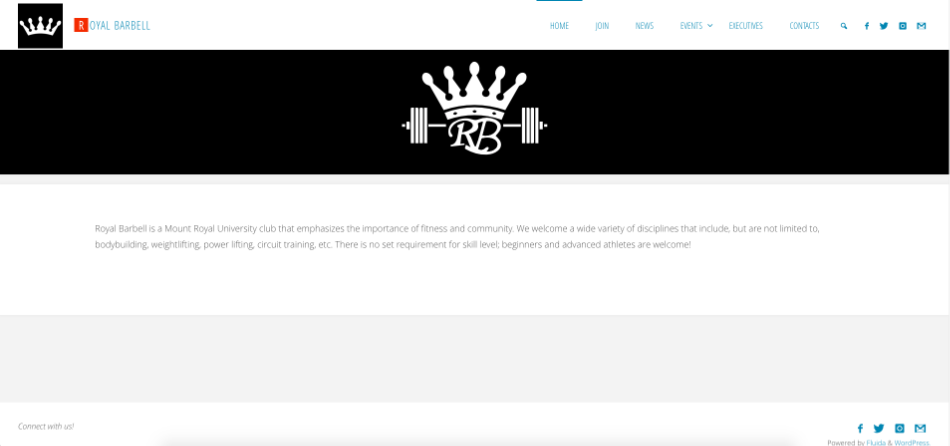 ROYAL BARBELL
HOME JOIN NEWS EVENTS EXECUTIVES CONTACTS
RB
Royal Barbell is a Mount Royal University club that emphasizes the importance of fitness and community. We welcome a wide variety of disciplines that include, but are not limited to,
bodybuilding, weightlifting, power lifting, circuit training, etc. There is no set requirement for skill level; beginners and advanced athletes are welcome!
Connect with us!
Powered by Fluida & WordPress.